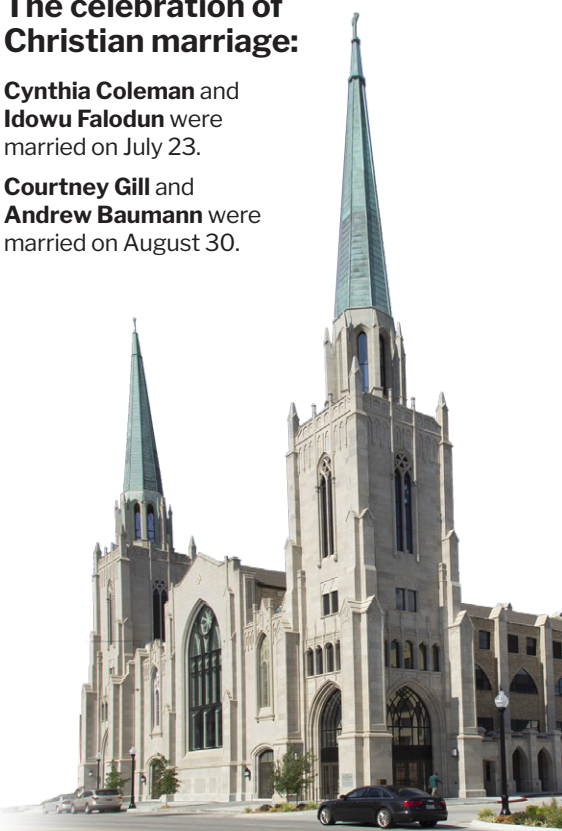 The celebration of
Christian marriage:
Cynthia Coleman and
Idowu Falodun were
married on July 23.
Courtney Gill and
Andrew Baumann were
married on August 30.